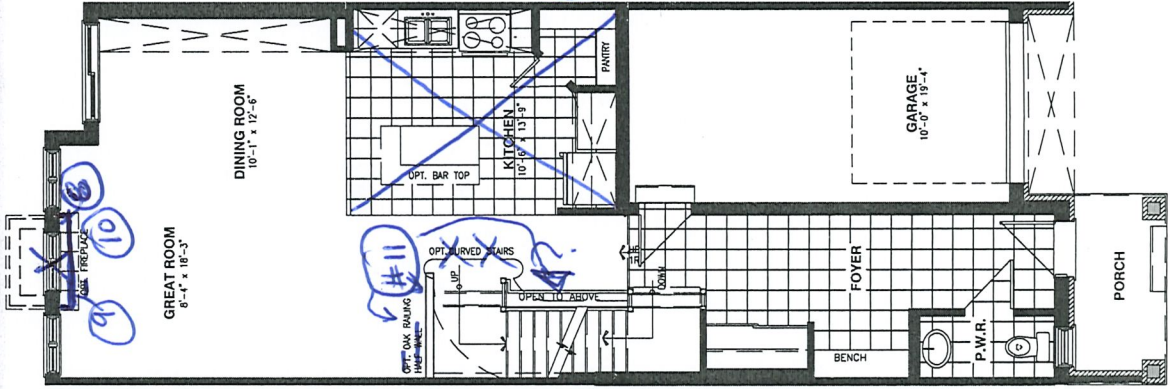 DINING ROOM
10'-1" x 12'-6"
GREAT ROOM
8'-4" x 18'-3"
OPT. FIREPLACE
8
10
9
KITCHEN
10'-6" x 13'-9"
OPT. BAR TOP
PANTRY
GARAGE
10'-0" x 19'-4"
#11
OPT. CURVED STAIRS
XX
?
UP
OPEN TO ABOVE
DOWN
OPT. OAK RAILING
HALF WALL
FOYER
BENCH
P.W.R.
PORCH